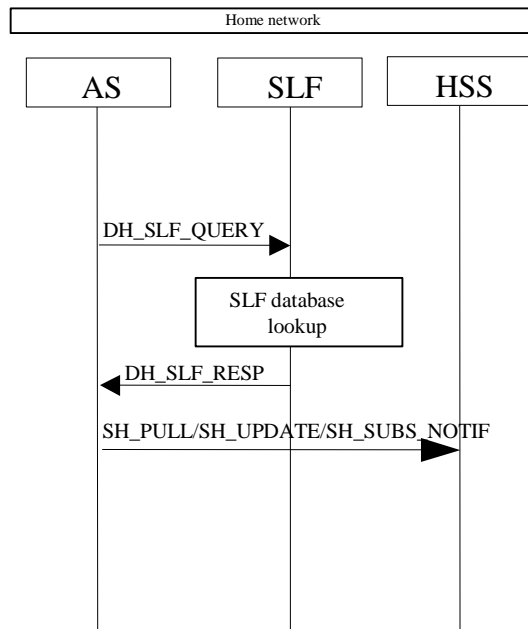 Home network
AS
SLF
HSS
DH_SLF_QUERY
SLF database
lookup
DH_SLF_RESP
SH_PULL/SH_UPDATE/SH_SUBS_NOTIF